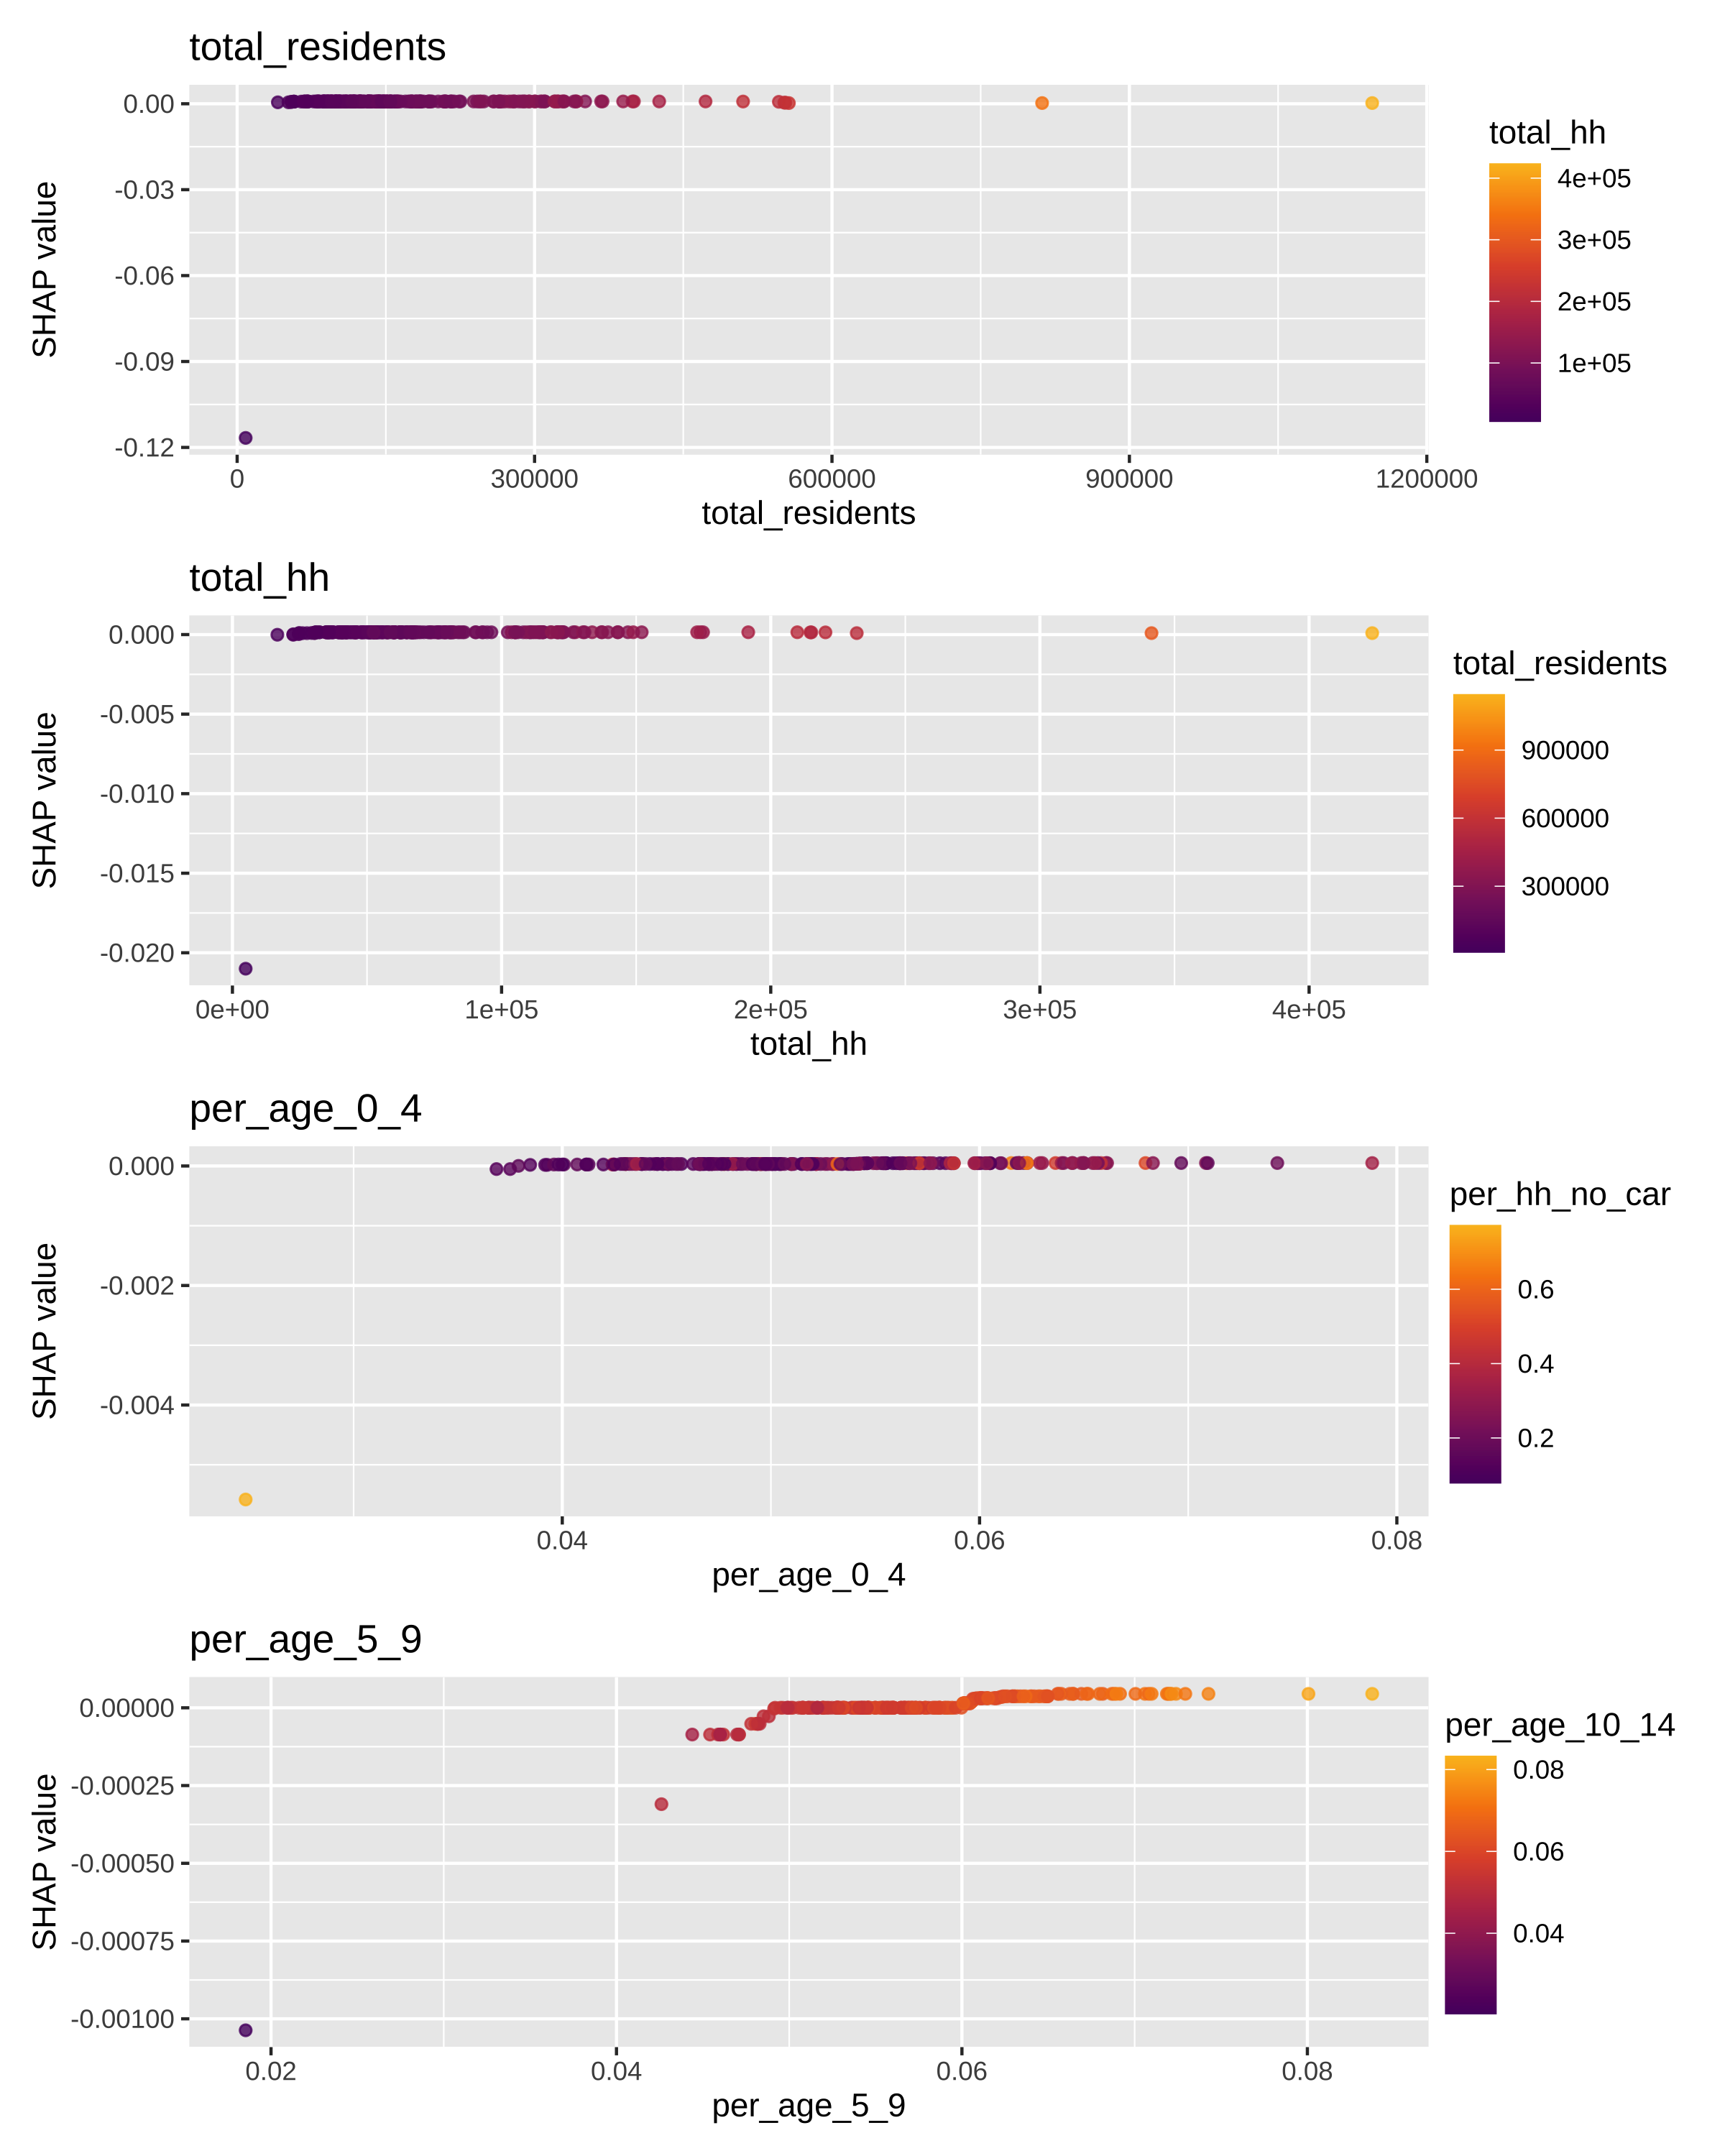 total_residents
0.00
-0.03
-0.06
-0.09
-0.12
SHAP value
0 300000 600000 900000 1200000
total_residents
total_hh
4e+05
3e+05
2e+05
1e+05
total_hh
0.000
-0.005
-0.010
-0.015
-0.020
SHAP value
0e+00 1e+05 2e+05 3e+05 4e+05
total_hh
total_residents
900000
600000
300000
per_age_0_4
0.000
-0.002
-0.004
SHAP value
0.04 0.06 0.08
per_age_0_4
per_hh_no_car
0.6
0.4
0.2
per_age_5_9
0.00000
-0.00025
-0.00050
-0.00075
-0.00100
SHAP value
0.02 0.04 0.06 0.08
per_age_5_9
per_age_10_14
0.08
0.06
0.04